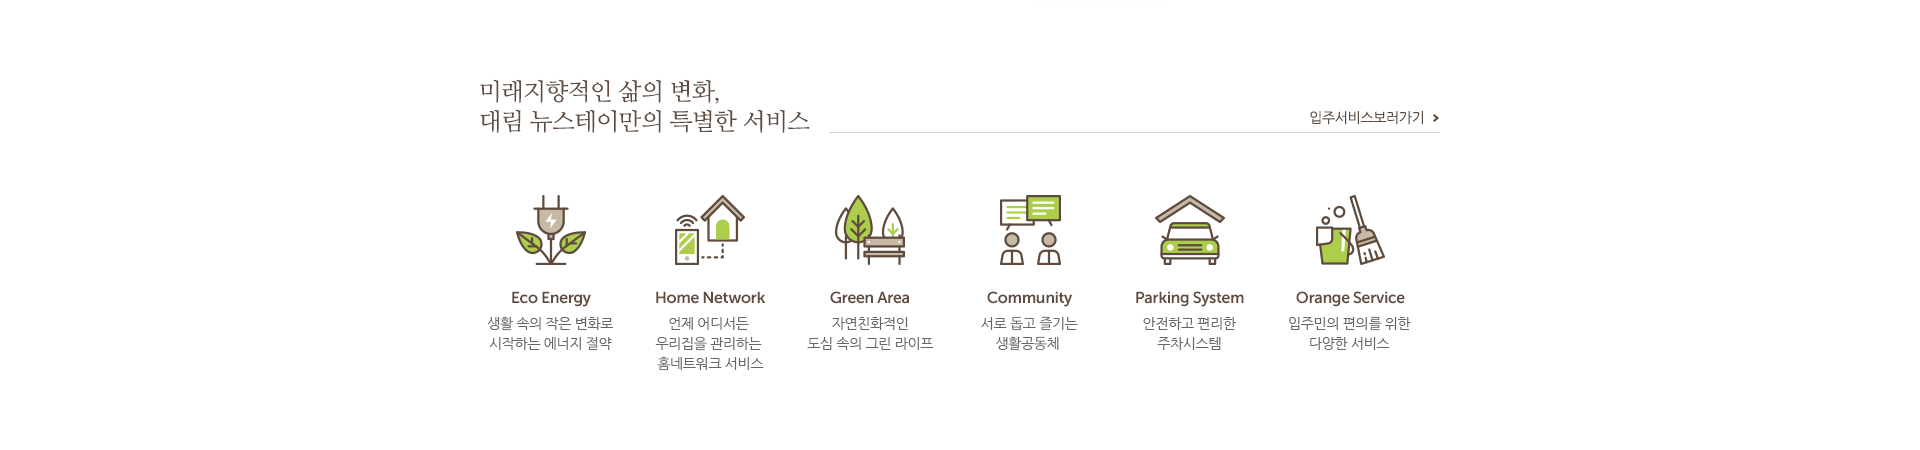 미래지향적인 삶의 변화,
대림 뉴스테이만의 특별한 서비스
입주서비스보러가기
Eco Energy
생활 속의 작은 변화로
시작하는 에너지 절약
Home Network
언제 어디서든
우리집을 관리하는
홈네트워크 서비스
Green Area
자연친화적인
도심 속의 그린 라이프
Community
서로 돕고 즐기는
생활공동체
Parking System
안전하고 편리한
주차시스템
Orange Service
입주민의 편의를 위한
다양한 서비스